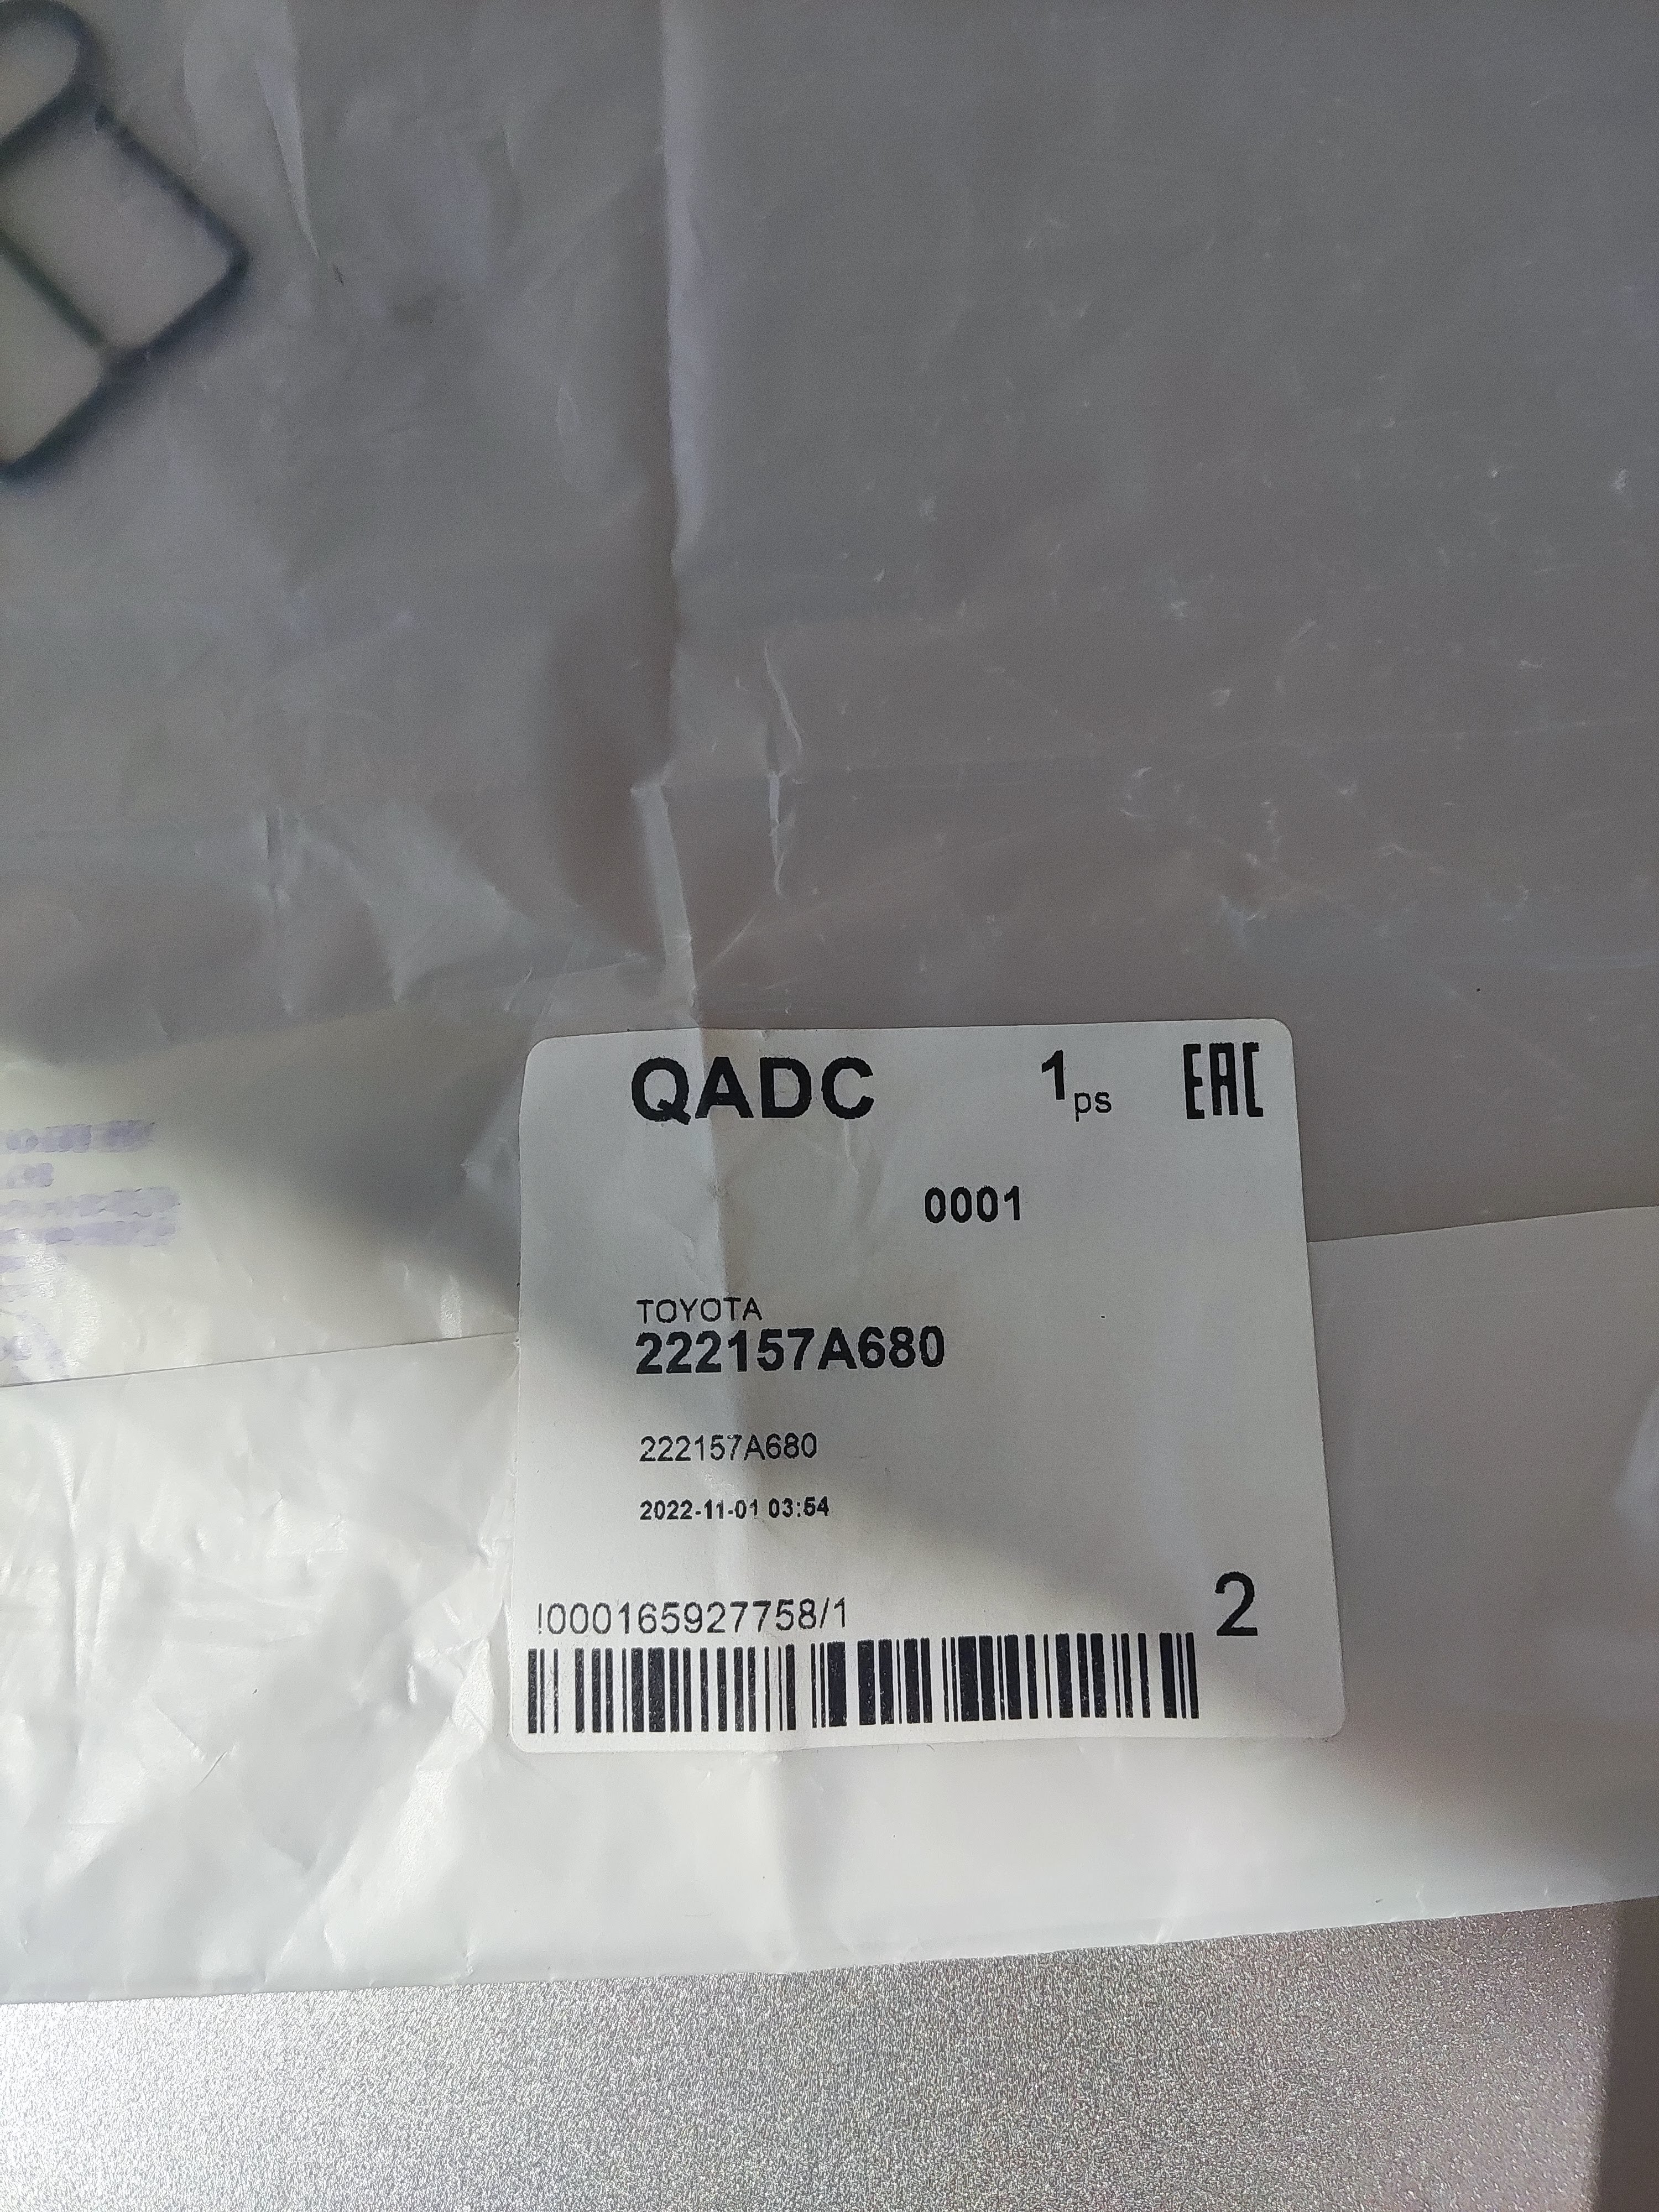 QADC 1ps EAC
0001
TOYOTA
222157A680
222157A680
2022-11-01 03:54
!000165927758/1
2